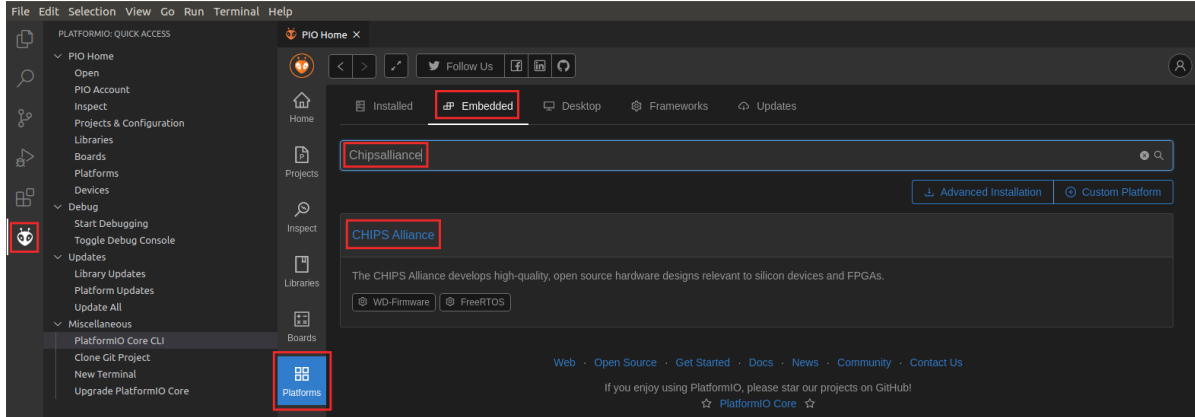 File Edit Selection View Go Run Terminal Help
PLATFORMIO: QUICK ACCESS
PIO Home
Open
PIO Account
Inspect
Projects & Configuration
Libraries
Boards
Platforms
Devices
Debug
Start Debugging
Toggle Debug Console
Updates
Library Updates
Platform Updates
Update All
Miscellaneous
PlatformIO Core CLI
Clone Git Project
New Terminal
Upgrade PlatformIO Core
PIO Home
Follow Us
Home
Projects
Inspect
Libraries
Boards
Platforms
Installed Embedded Desktop Frameworks Updates
Chipsalliance
Advanced Installation Custom Platform
CHIPS Alliance
The CHIPS Alliance develops high-quality, open source hardware designs relevant to silicon devices and FPGAs.
WD-Firmware FreeRTOS
Web · Open Source · Get Started · Docs · News · Community · Contact Us
If you enjoy using PlatformIO, please star our projects on GitHub!
☆ PlatformIO Core ☆